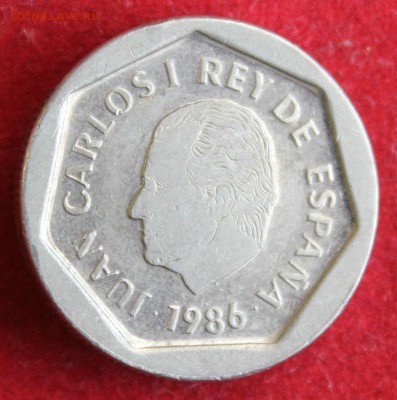 JUAN CARLOS I REY DE ESPAÑA
· 1986 ·